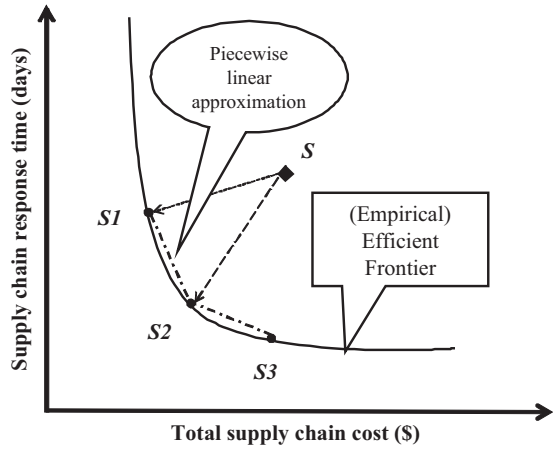 Supply chain response time (days)
Piecewise
linear
approximation
S
S1
(Empirical)
Efficient
Frontier
S2
S3
Total supply chain cost ($)